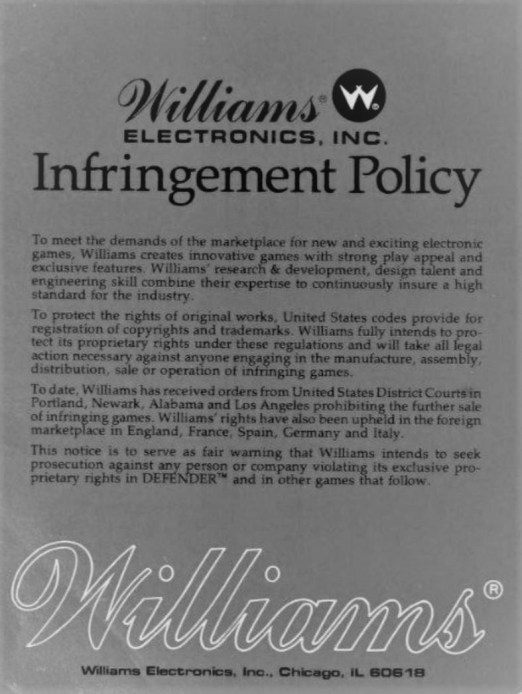 Williams®
W®
ELECTRONICS, INC.
Infringement Policy
To meet the demands of the marketplace for new and exciting electronic
games, Williams creates innovative games with strong play appeal and
exclusive features. Williams' research & development, design talent and
engineering skill combine their expertise to continuously insure a high
standard for the industry.
To protect the rights of original works, United States codes provide for
registration of copyrights and trademarks. Williams fully intends to pro-
tect its proprietary rights under these regulations and will take all legal
action necessary against anyone engaging in the manufacture, assembly,
distribution, sale or operation of infringing games.
To date, Williams has received orders from United States District Courts in
Portland, Newark, Alabama and Los Angeles prohibiting the further sale
of infringing games. Williams' rights have also been upheld in the foreign
marketplace in England, France, Spain, Germany and Italy.
This notice is to serve as fair warning that Williams intends to seek
prosecution against any person or company violating its exclusive pro-
prietary rights in DEFENDER™ and in other games that follow.
Williams®
Williams Electronics, Inc., Chicago, IL 60618